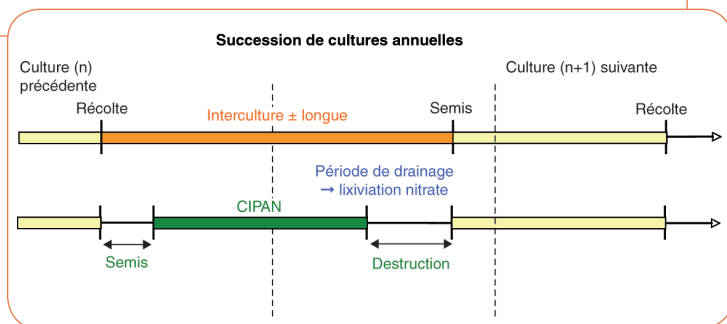 Succession de cultures annuelles
Culture (n)
précédente
Culture (n+1) suivante
Récolte
Interculture ± longue
Semis
Récolte
Période de drainage
→ lixiviation nitrate
CIPAN
Semis
Destruction